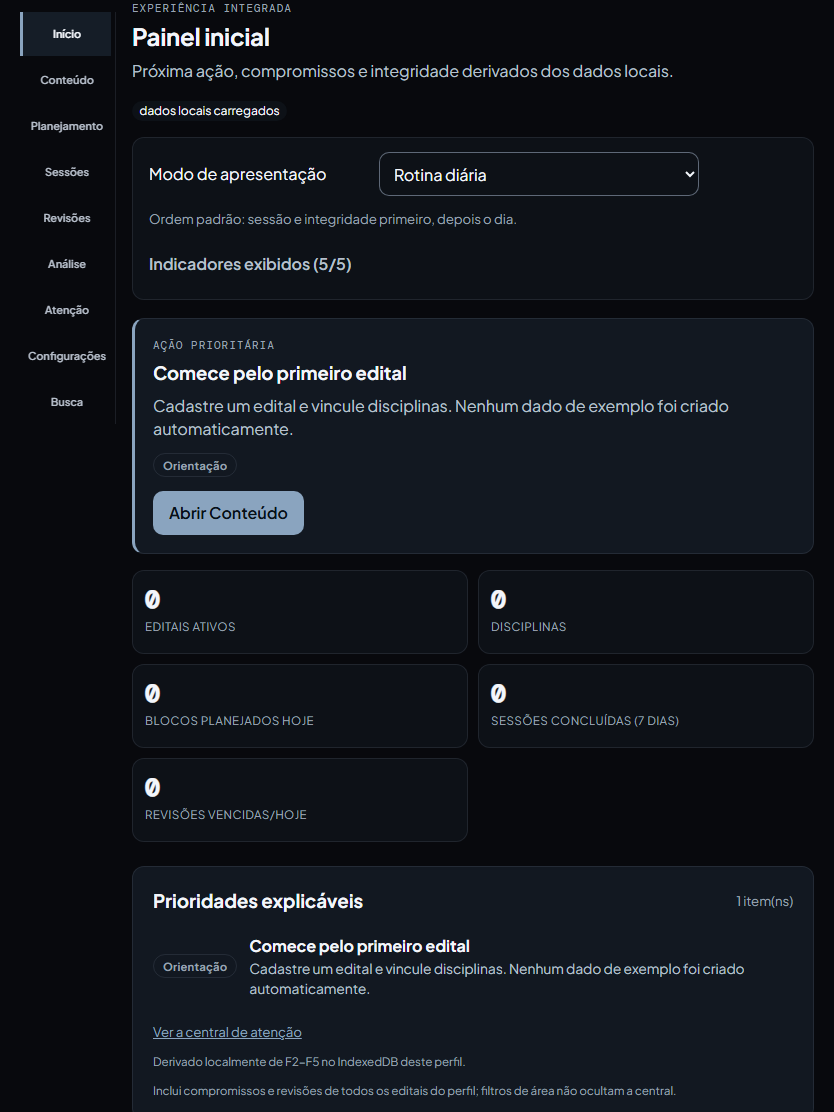 Início
Conteúdo
Planejamento
Sessões
Revisões
Análise
Atenção
Configurações
Busca
EXPERIÊNCIA INTEGRADA
Painel inicial
Próxima ação, compromissos e integridade derivados dos dados locais.
dados locais carregados
Modo de apresentação
Rotina diária
Ordem padrão: sessão e integridade primeiro, depois o dia.
Indicadores exibidos (5/5)
AÇÃO PRIORITÁRIA
Comece pelo primeiro edital
Cadastre um edital e vincule disciplinas. Nenhum dado de exemplo foi criado
automaticamente.
Orientação
Abrir Conteúdo
0
EDITAIS ATIVOS
0
DISCIPLINAS
0
BLOCOS PLANEJADOS HOJE
0
SESSÕES CONCLUÍDAS (7 DIAS)
0
REVISÕES VENCIDAS/HOJE
Prioridades explicáveis
1 item(ns)
Orientação
Comece pelo primeiro edital
Cadastre um edital e vincule disciplinas. Nenhum dado de exemplo foi criado
automaticamente.
Ver a central de atenção
Derivado localmente de F2–F5 no IndexedDB deste perfil.
Inclui compromissos e revisões de todos os editais do perfil; filtros de área não ocultam a central.